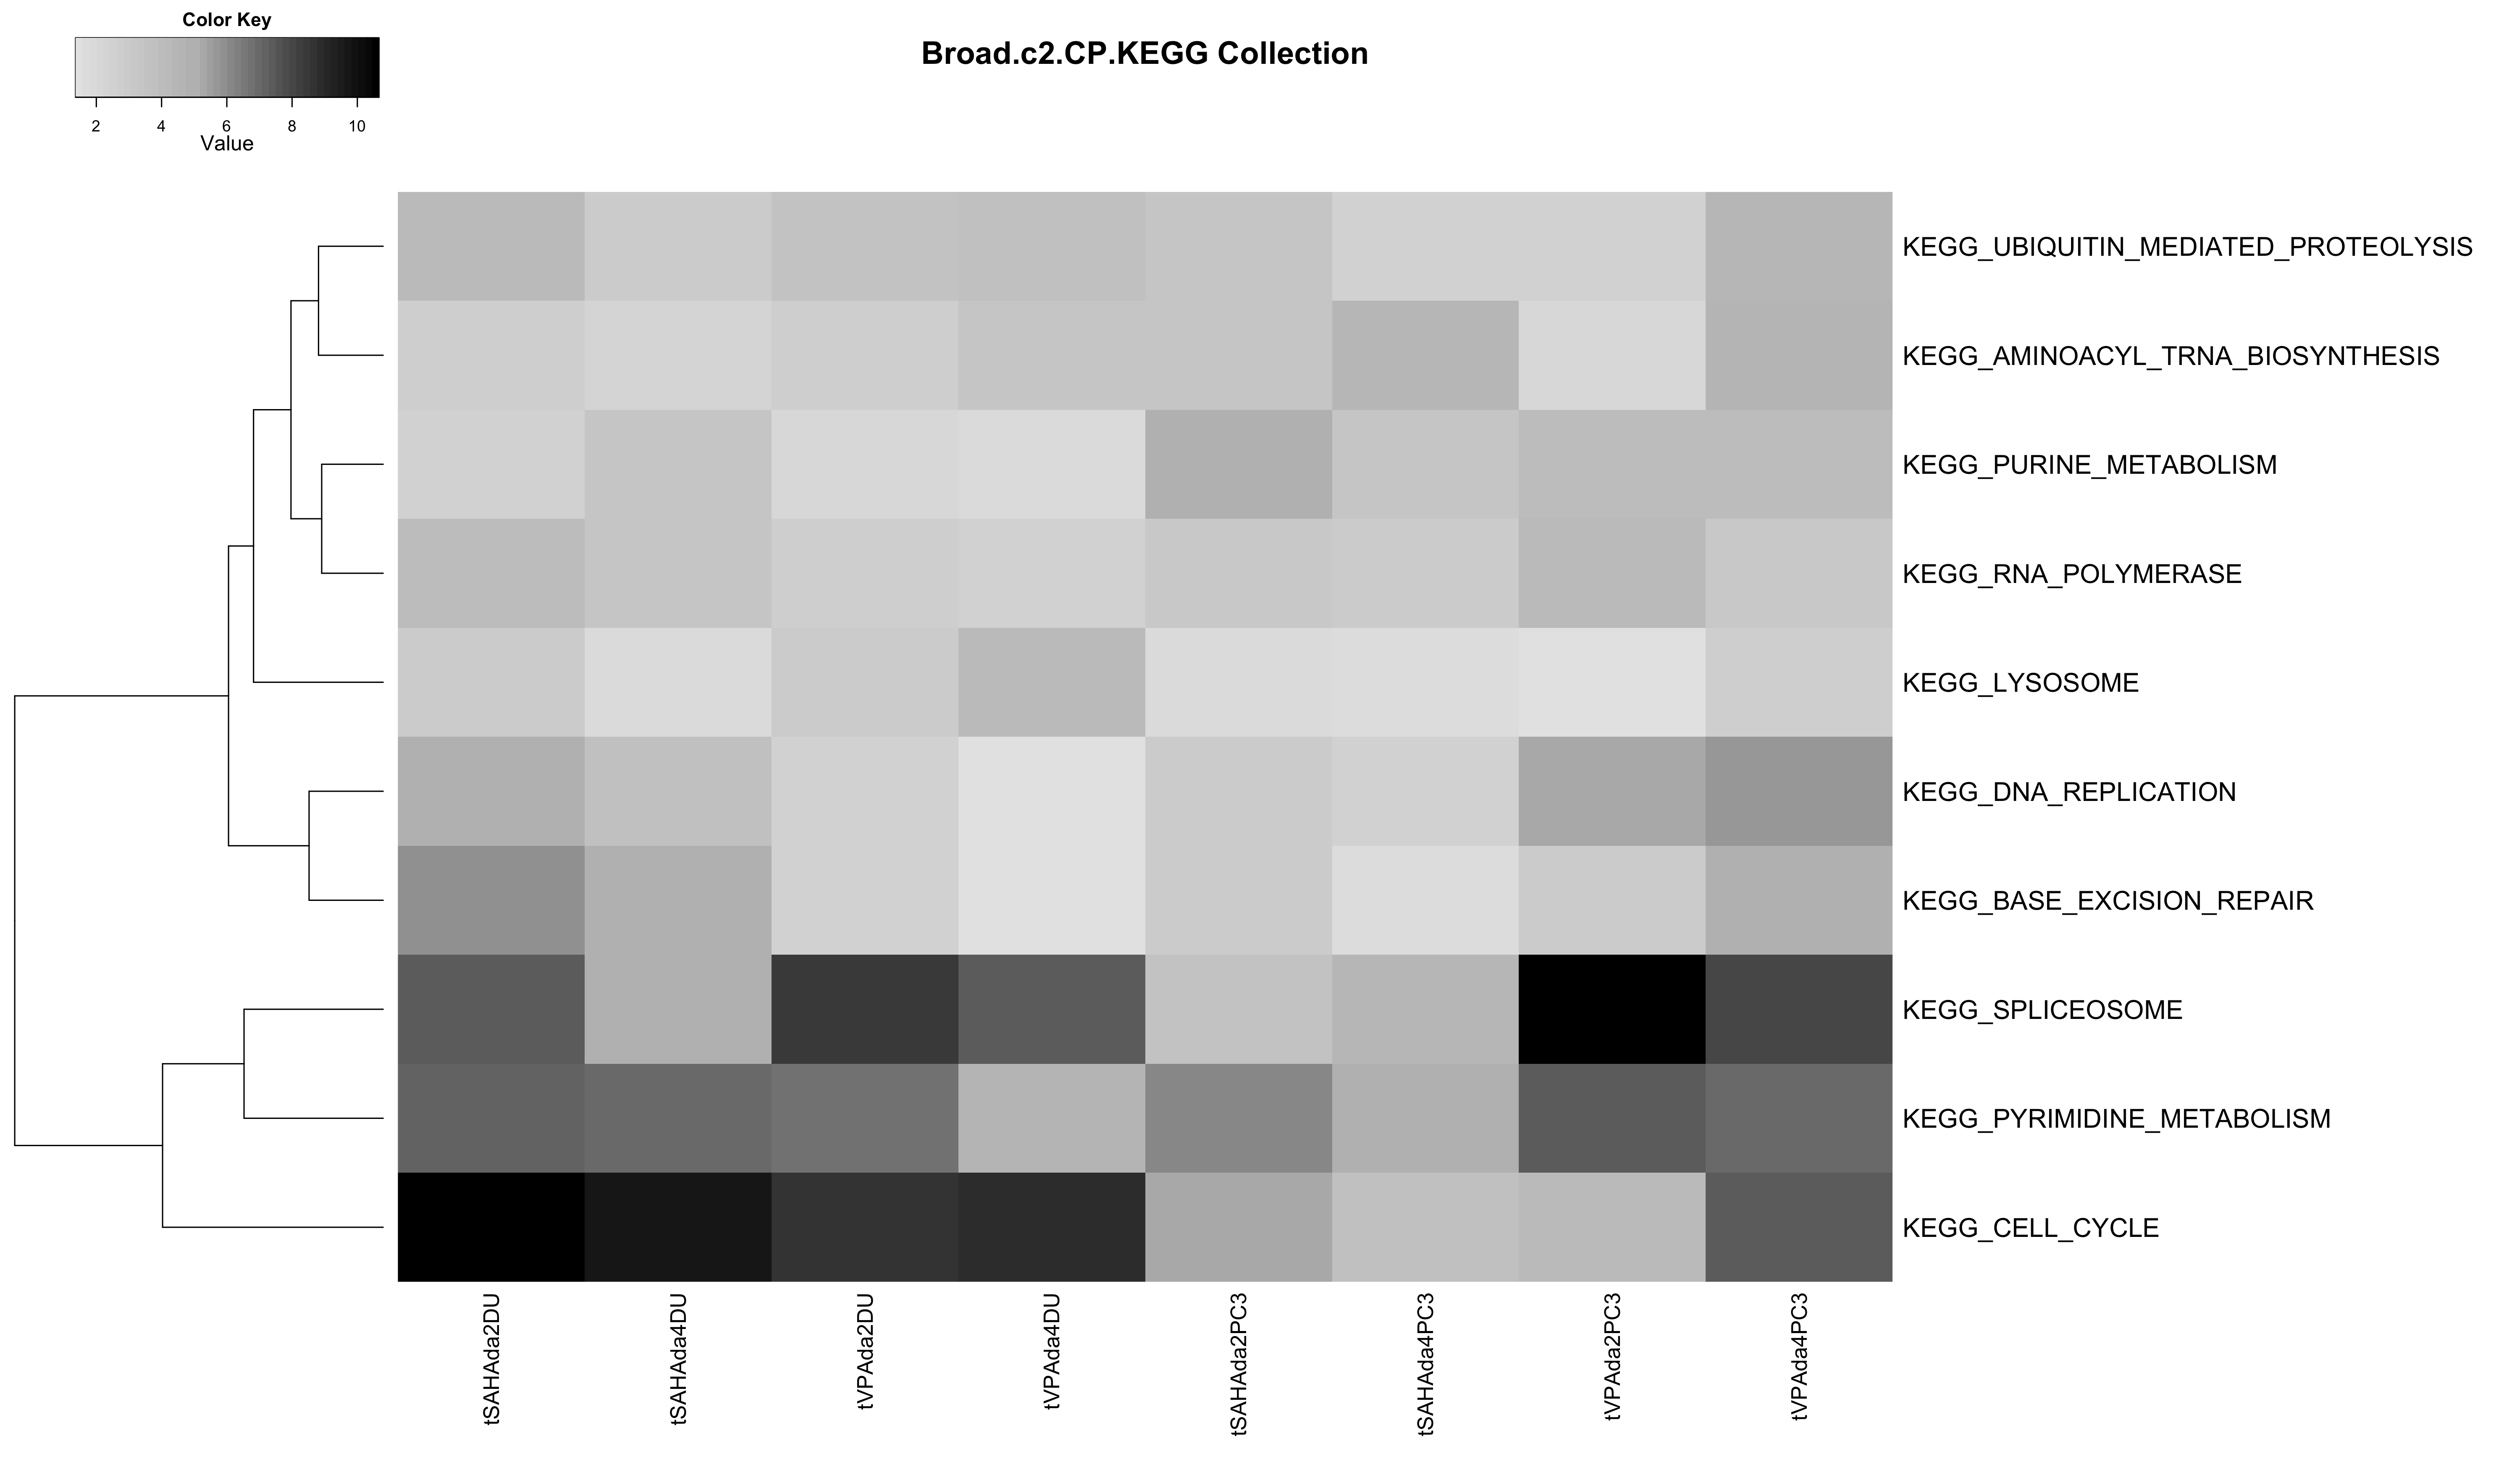 Color Key
2 4 6 8 10
Value
Broad.c2.CP.KEGG Collection
KEGG_UBIQUITIN_MEDIATED_PROTEOLYSIS
KEGG_AMINOACYL_TRNA_BIOSYNTHESIS
KEGG_PURINE_METABOLISM
KEGG_RNA_POLYMERASE
KEGG_LYSOSOME
KEGG_DNA_REPLICATION
KEGG_BASE_EXCISION_REPAIR
KEGG_SPLICEOSOME
KEGG_PYRIMIDINE_METABOLISM
KEGG_CELL_CYCLE
tSAHAda2DU
tSAHAda4DU
tVPAda2DU
tVPAda4DU
tSAHAda2PC3
tSAHAda4PC3
tVPAda2PC3
tVPAda4PC3